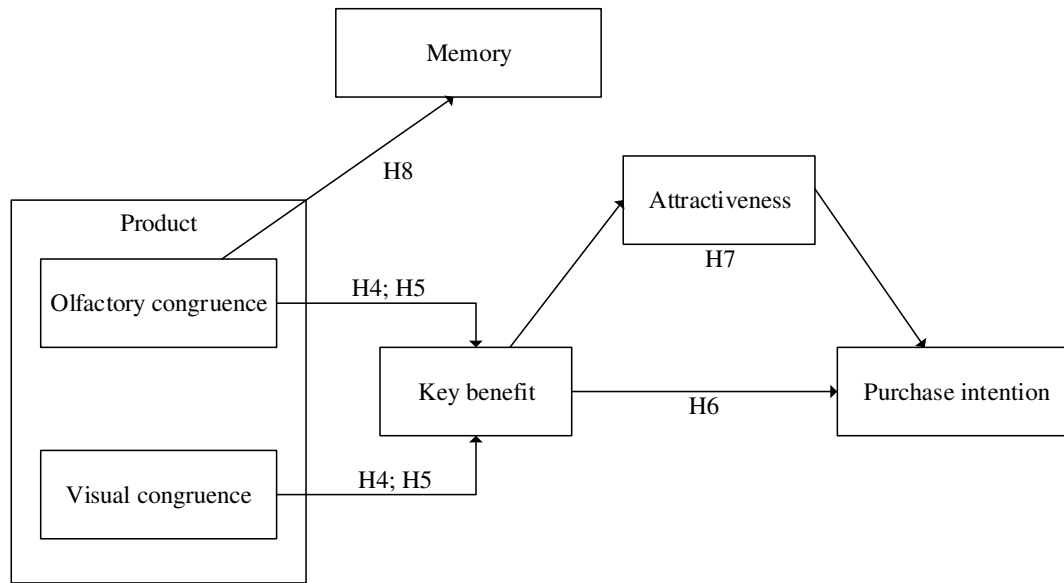 Memory
H8
Attractiveness
H7
Product
Olfactory congruence
H4; H5
Key benefit
H6
Purchase intention
Visual congruence
H4; H5